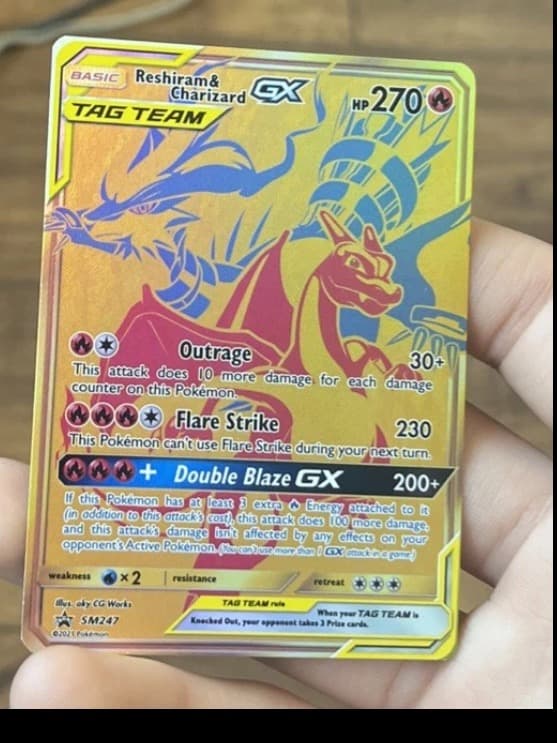 BASIC Reshiram&
Charizard GX
HP 270
TAG TEAM
Outrage 30+
This attack does 10 more damage for each damage
counter on this Pokémon.
Flare Strike 230
This Pokémon can't use Flare Strike during your next turn.
+ Double Blaze GX 200+
If this Pokémon has at least 3 extra Energy attached to it
(in addition to this attack's cost), this attack does 100 more damage,
and this attack's damage isn't affected by any effects on your
opponent's Active Pokémon. (You can't use more than 1 GX attack in a game.)
weakness ×2 resistance retreat
Illus. aky CG Works
TAG TEAM rule
When your TAG TEAM is
SM247
Knocked Out, your opponent takes 3 Prize cards.
©2021 Pokémon